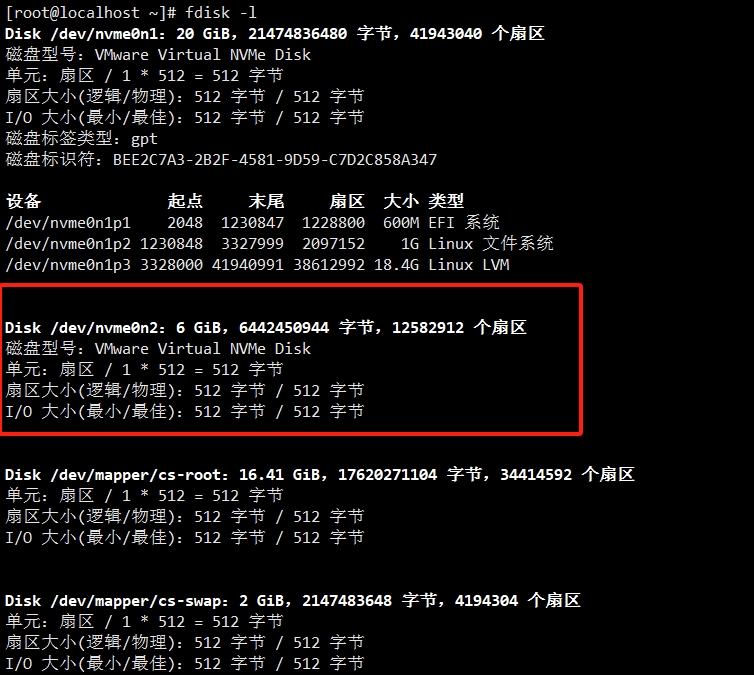 [root@localhost ~]# fdisk -l
Disk /dev/nvme0n1：20 GiB，21474836480 字节，41943040 个扇区
磁盘型号：VMware Virtual NVMe Disk
单元：扇区 / 1 * 512 = 512 字节
扇区大小(逻辑/物理)：512 字节 / 512 字节
I/O 大小(最小/最佳)：512 字节 / 512 字节
磁盘标签类型：gpt
磁盘标识符：BEE2C7A3-2B2F-4581-9D59-C7D2C858A347
设备 起点 末尾 扇区 大小 类型
/dev/nvme0n1p1 2048 1230847 1228800 600M EFI 系统
/dev/nvme0n1p2 1230848 3327999 2097152 1G Linux 文件系统
/dev/nvme0n1p3 3328000 41940991 38612992 18.4G Linux LVM
Disk /dev/nvme0n2：6 GiB，6442450944 字节，12582912 个扇区
磁盘型号：VMware Virtual NVMe Disk
单元：扇区 / 1 * 512 = 512 字节
扇区大小(逻辑/物理)：512 字节 / 512 字节
I/O 大小(最小/最佳)：512 字节 / 512 字节
Disk /dev/mapper/cs-root：16.41 GiB，17620271104 字节，34414592 个扇区
单元：扇区 / 1 * 512 = 512 字节
扇区大小(逻辑/物理)：512 字节 / 512 字节
I/O 大小(最小/最佳)：512 字节 / 512 字节
Disk /dev/mapper/cs-swap：2 GiB，2147483648 字节，4194304 个扇区
单元：扇区 / 1 * 512 = 512 字节
扇区大小(逻辑/物理)：512 字节 / 512 字节
I/O 大小(最小/最佳)：512 字节 / 512 字节